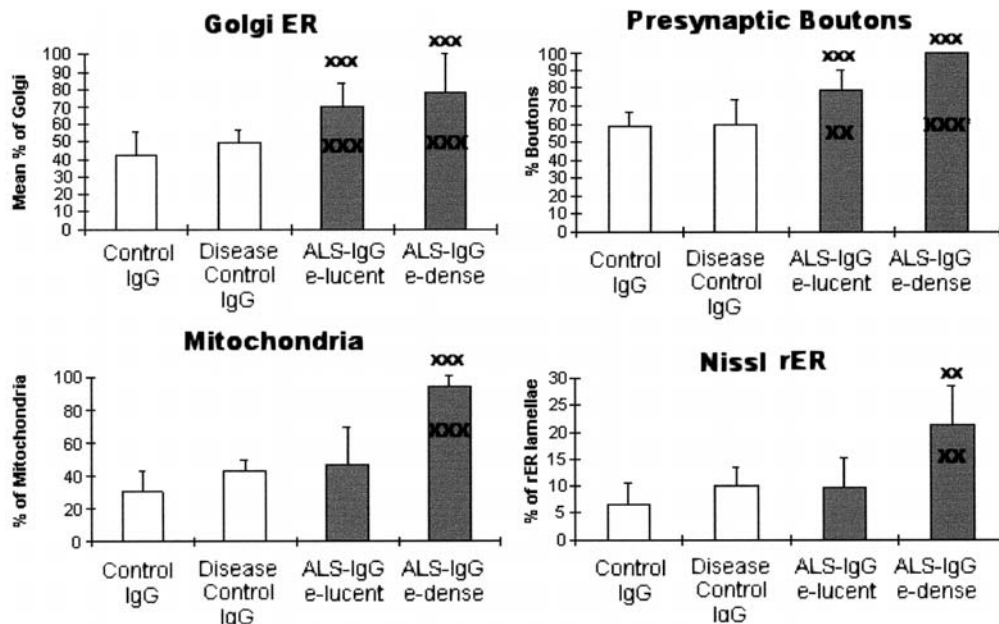 Golgi ER
Mean % of Golgi
100
90
80
70
60
50
40
30
20
10
0
xxx
xxx
XXX
XXX
Control
IgG
Disease
Control
IgG
ALS-IgG
e-lucent
ALS-IgG
e-dense
Presynaptic Boutons
% Boutons
100
90
80
70
60
50
40
30
20
10
0
xxx
xxx
XX
XXX
Control
IgG
Disease
Control
IgG
ALS-IgG
e-lucent
ALS-IgG
e-dense
Mitochondria
% of Mitochondria
100
80
60
40
20
0
xxx
XXX
Control
IgG
Disease
Control
IgG
ALS-IgG
e-lucent
ALS-IgG
e-dense
Nissl rER
% of rER lamellae
30
25
20
15
10
5
0
xx
XX
Control
IgG
Disease
Control
IgG
ALS-IgG
e-lucent
ALS-IgG
e-dense